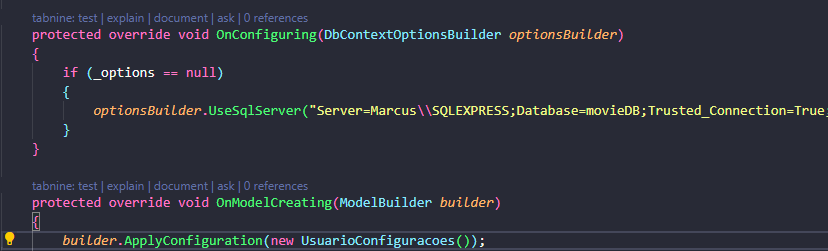 tabnine: test | explain | document | ask | 0 references
protected override void OnConfiguring(DbContextOptionsBuilder optionsBuilder)
{
if (_options == null)
{
optionsBuilder.UseSqlServer("Server=Marcus\\SQLEXPRESS;Database=movieDB;Trusted_Connection=True;
}
}
tabnine: test | explain | document | ask | 0 references
protected override void OnModelCreating(ModelBuilder builder)
{
builder.ApplyConfiguration(new UsuarioConfiguracoes());